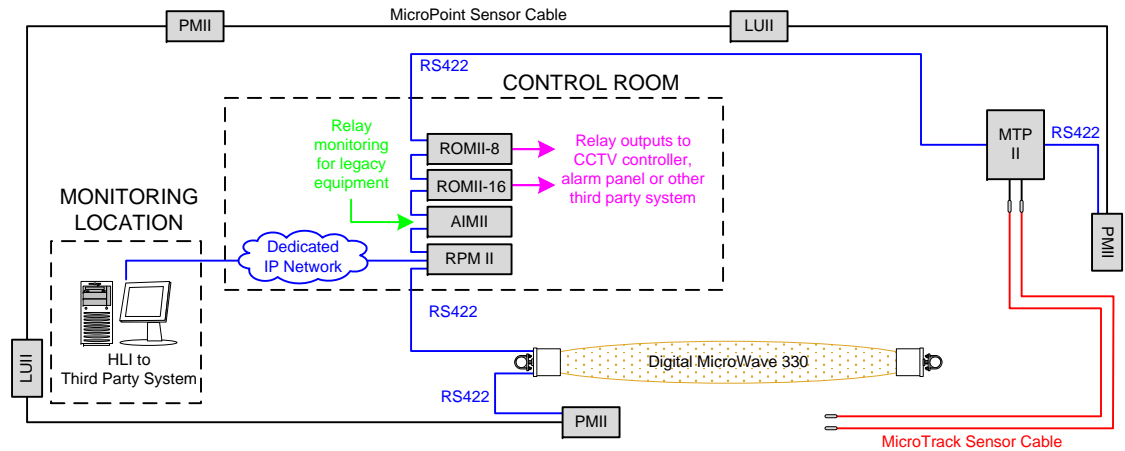 MicroPoint Sensor Cable
PMII
LUII
RS422
CONTROL ROOM
Relay
monitoring
for legacy
equipment
ROMII-8
ROMII-16
AIMII
RPM II
Relay outputs to
CCTV controller,
alarm panel or other
third party system
MTP
II
RS422
PMII
MONITORING
LOCATION
Dedicated
IP Network
HLI to
Third Party System
LUII
RS422
Digital MicroWave 330
RS422
PMII
MicroTrack Sensor Cable